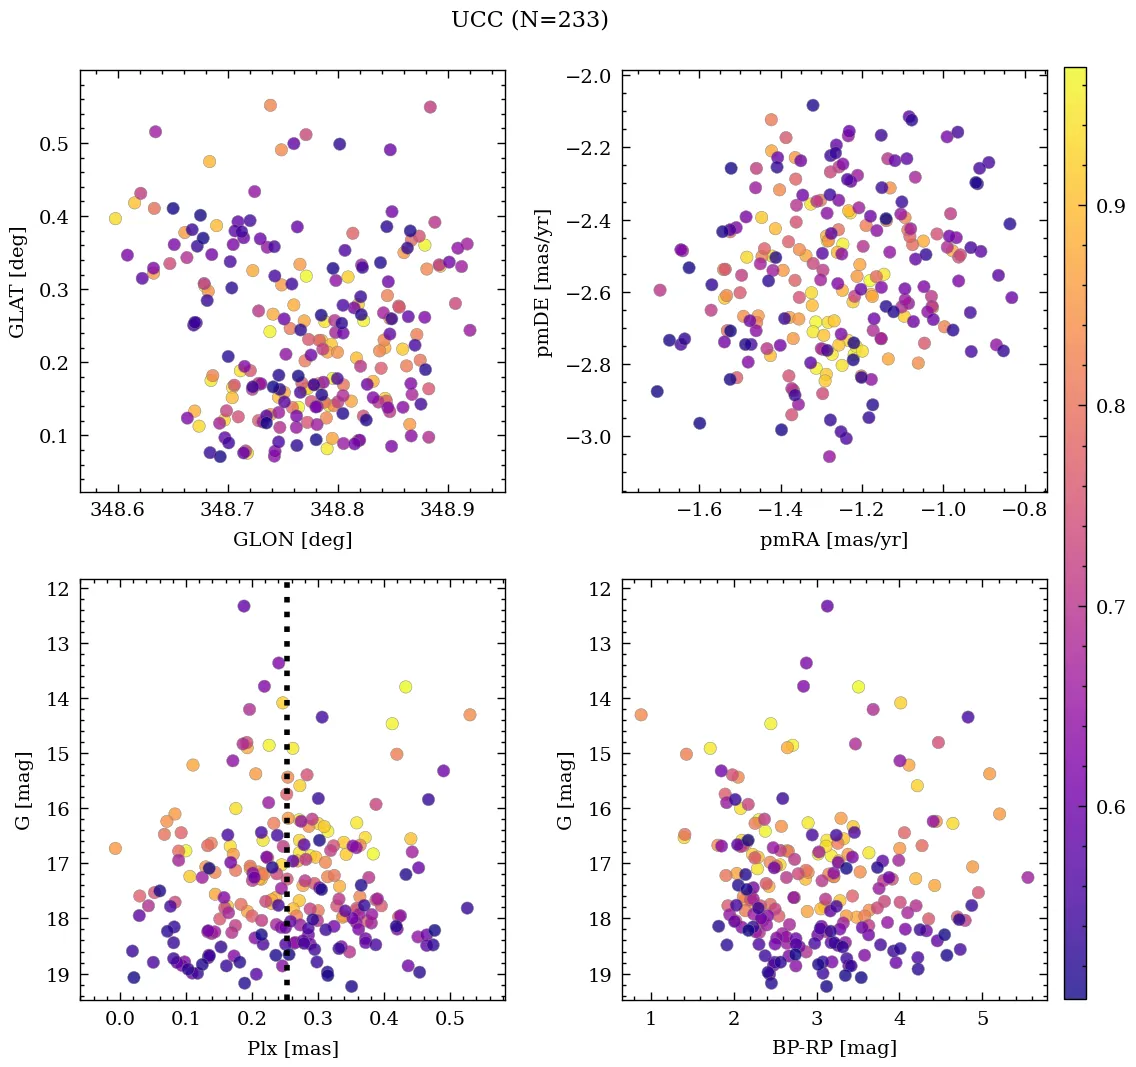 UCC (N=233)
0.5
0.4
0.3
0.2
0.1
GLAT [deg]
348.6 348.7 348.8 348.9
GLON [deg]
−2.0
−2.2
−2.4
−2.6
−2.8
−3.0
pmDE [mas/yr]
−1.6 −1.4 −1.2 −1.0 −0.8
pmRA [mas/yr]
12
13
14
15
16
17
18
19
G [mag]
0.0 0.1 0.2 0.3 0.4 0.5
Plx [mas]
12
13
14
15
16
17
18
19
G [mag]
1 2 3 4 5
BP-RP [mag]
0.9
0.8
0.7
0.6